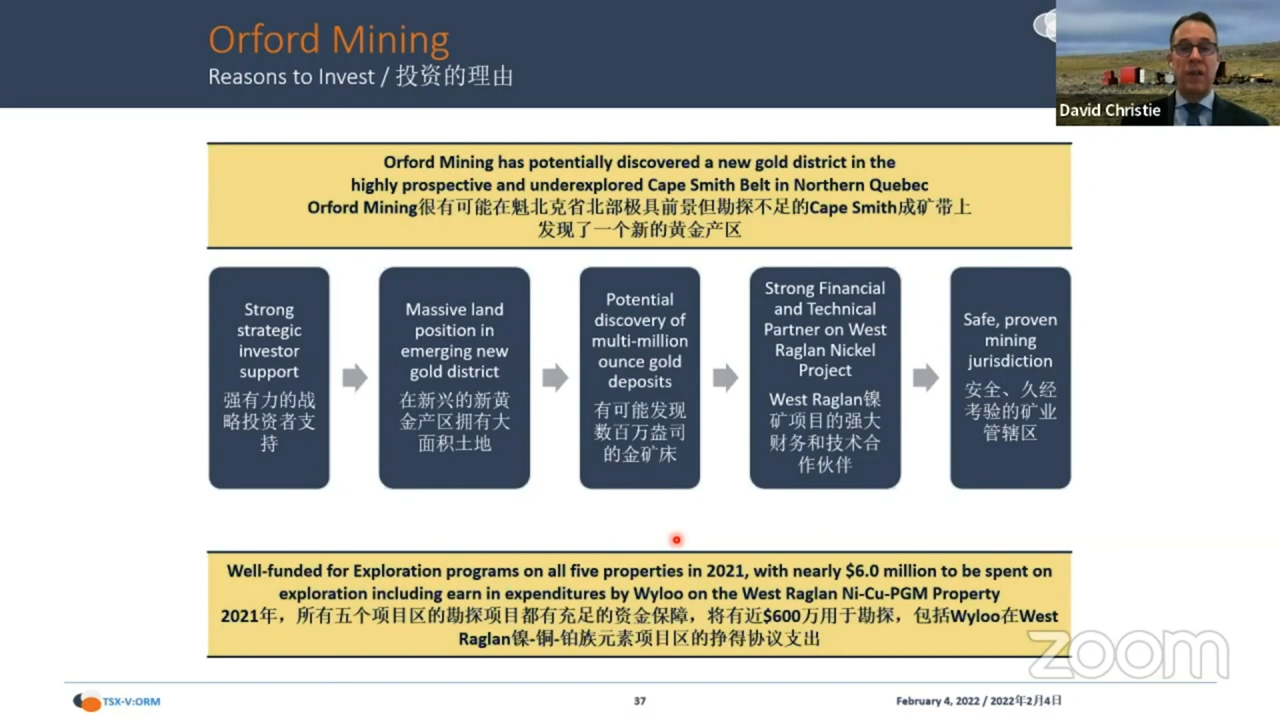 Orford Mining
Reasons to Invest / 投资的理由
David Christie
Orford Mining has potentially discovered a new gold district in the
highly prospective and underexplored Cape Smith Belt in Northern Quebec
Orford Mining很有可能在魁北克省北部极具前景但勘探不足的Cape Smith成矿带上
发现了一个新的黄金产区
Strong
strategic
investor
support
强有力的战
略投资者支
持
Massive land
position in
emerging new
gold district
在新兴的新黄
金产区拥有大
面积土地
Potential
discovery of
multi-million
ounce gold
deposits
有可能发现
数百万盎司
的金矿床
Strong Financial
and Technical
Partner on West
Raglan Nickel
Project
West Raglan镍
矿项目的强大
财务和技术合
作伙伴
Safe, proven
mining
jurisdiction
安全、久经
考验的矿业
管辖区
Well-funded for Exploration programs on all five properties in 2021, with nearly $6.0 million to be spent on
exploration including earn in expenditures by Wyloo on the West Raglan Ni-Cu-PGM Property
2021年，所有五个项目区的勘探项目都有充足的资金保障，将有近$600万用于勘探，包括Wyloo在West
Raglan镍-铜-铂族元素项目区的挣得协议支出
zoom
TSX-V:ORM
37
February 4, 2022 / 2022年2月4日